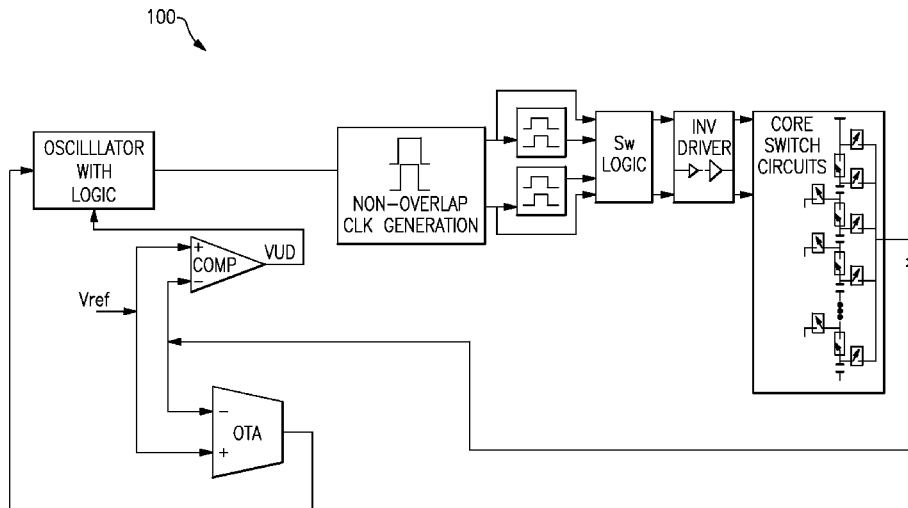 100
OSCILLLATOR
WITH
LOGIC
NON-OVERLAP
CLK GENERATION
Sw
LOGIC
INV
DRIVER
CORE
SWITCH
CIRCUITS
+
COMP
-
VUD
Vref
-
OTA
+